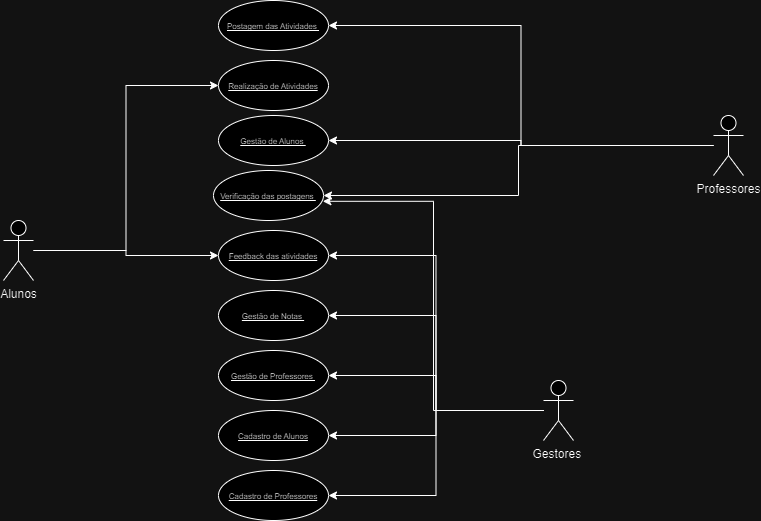 Postagem das Atividades
Realização de Atividades
Gestão de Alunos
Verificação das postagens
Professores
Feedback das atividades
Alunos
Gestão de Notas
Gestão de Professores
Cadastro de Alunos
Gestores
Cadastro de Professores